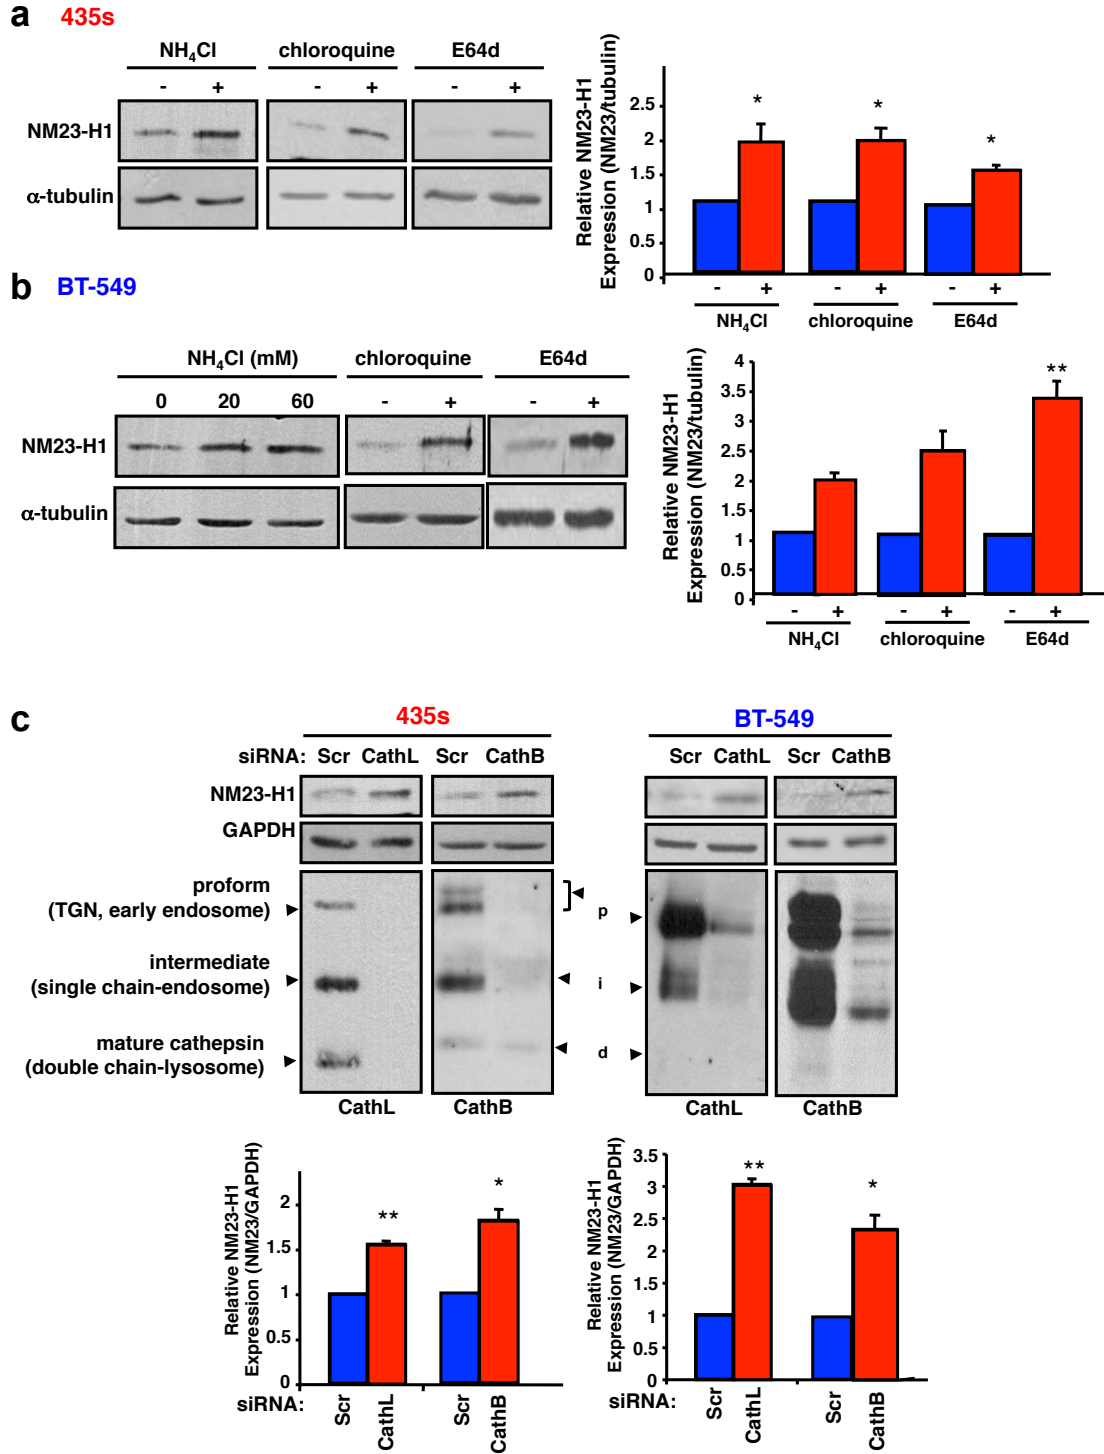 a 435s
NH4Cl chloroquine E64d
- + - + - +
NM23-H1
α-tubulin
Relative NM23-H1
Expression (NM23/tubulin)
2.5
2
1.5
1
0.5
0
* * *
- + - + - +
NH4Cl chloroquine E64d
b BT-549
NH4Cl (mM) chloroquine E64d
0 20 60 - + - +
NM23-H1
α-tubulin
Relative NM23-H1
Expression (NM23/tubulin)
4
3.5
3
2.5
2
1.5
1
0.5
0
**
- + - + - +
NH4Cl chloroquine E64d
c
435s BT-549
siRNA: Scr CathL Scr CathB Scr CathL Scr CathB
NM23-H1
GAPDH
proform
(TGN, early endosome)
intermediate
(single chain-endosome)
mature cathepsin
(double chain-lysosome)
p
i
d
CathL CathB CathL CathB
Relative NM23-H1
Expression (NM23/GAPDH)
2
1.5
1
0.5
0
** *
siRNA: Scr CathL Scr CathB
Relative NM23-H1
Expression (NM23/GAPDH)
3.5
3
2.5
2
1.5
1
0.5
0
** *
siRNA: Scr CathL Scr CathB